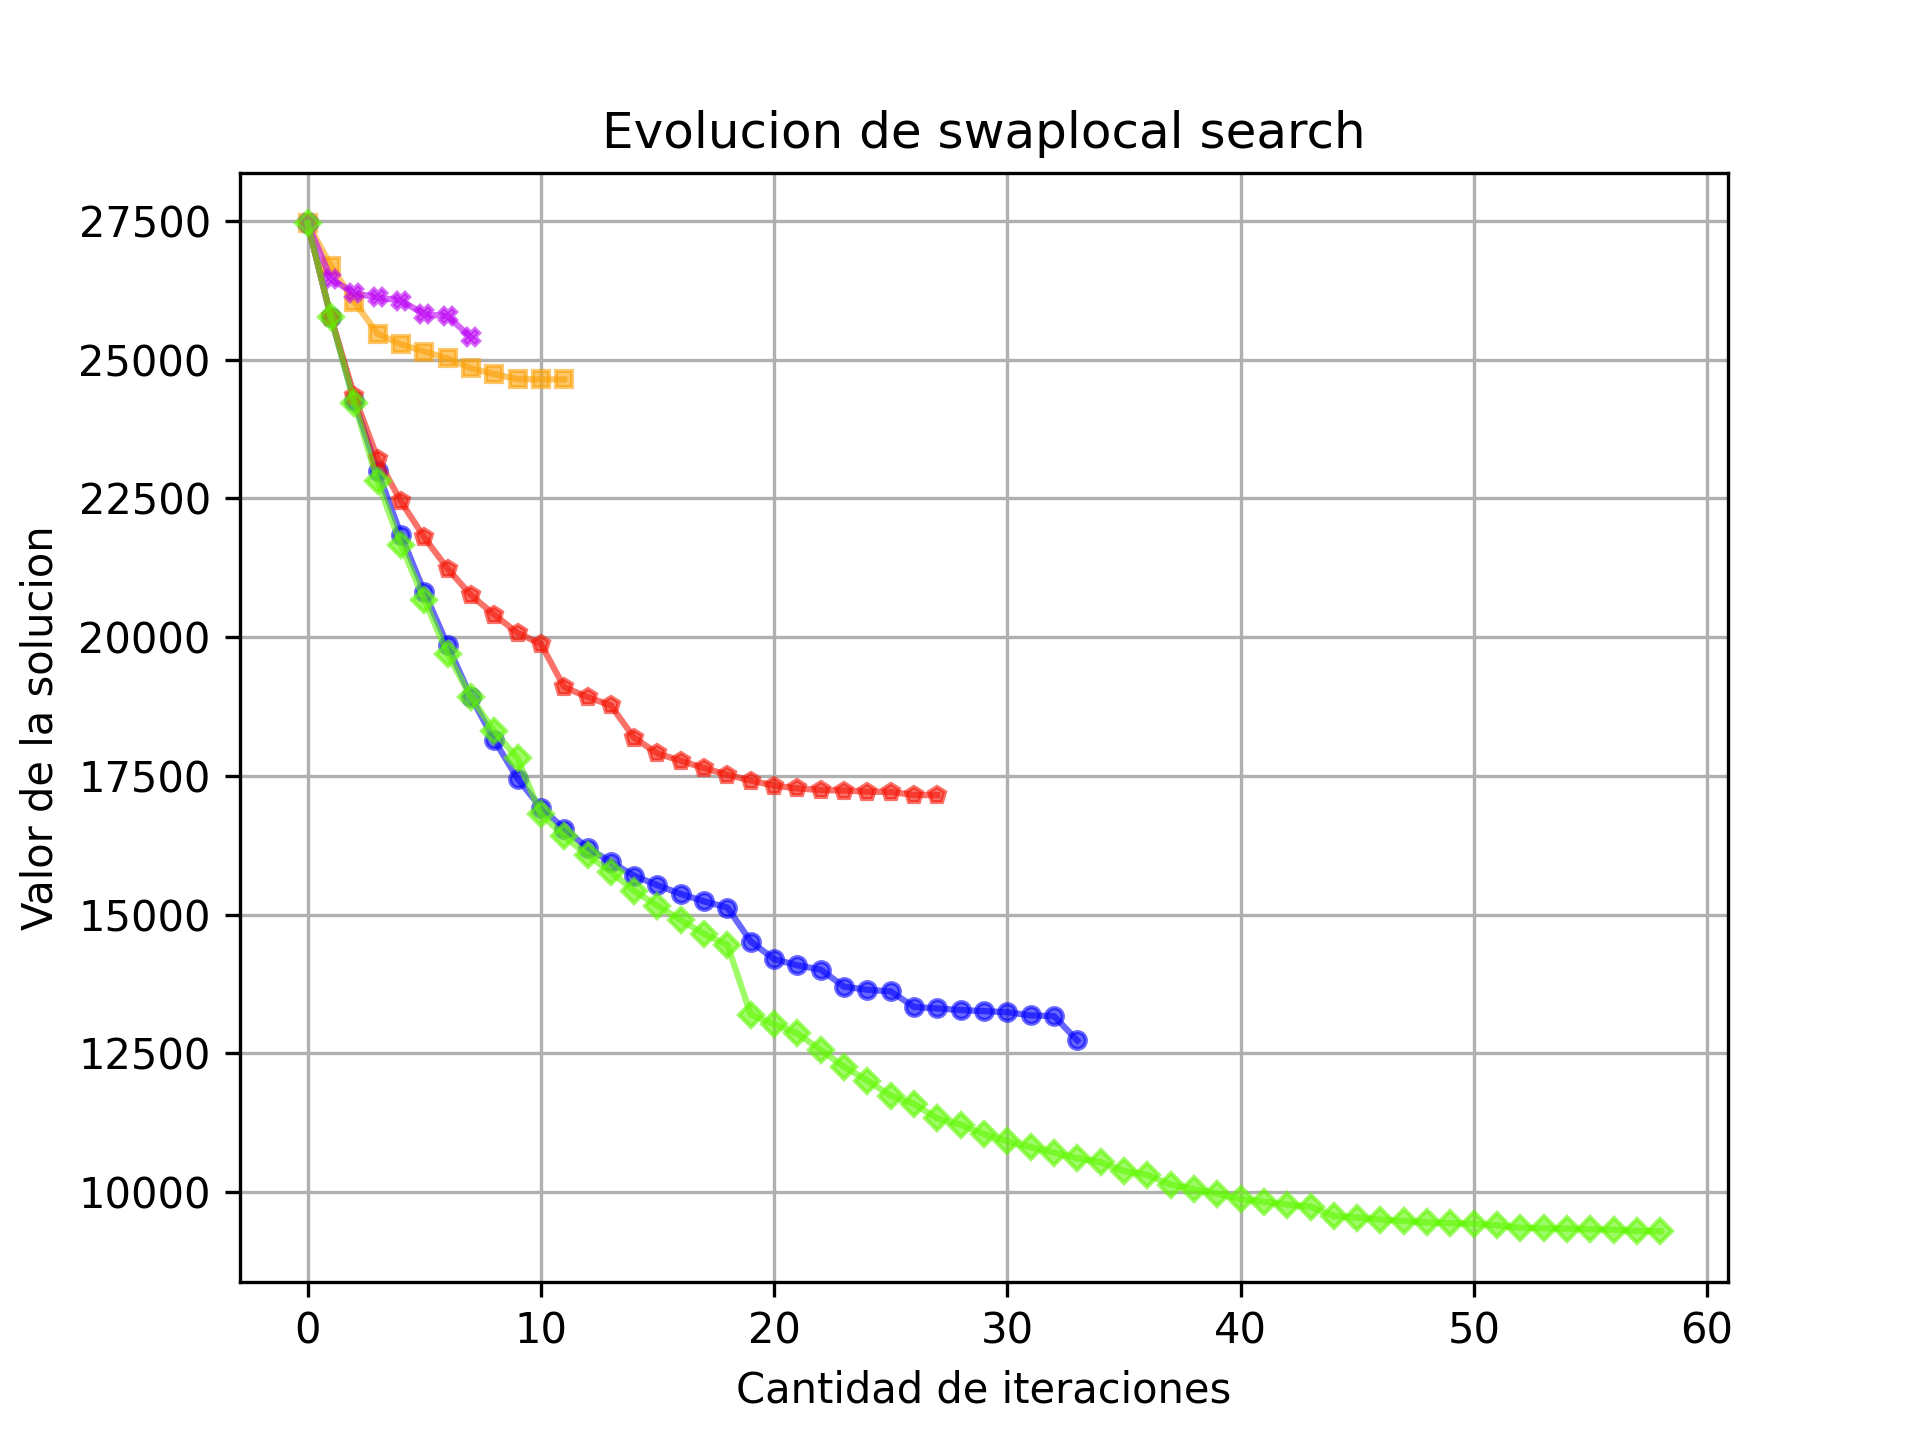 Evolucion de swaplocal search
27500
25000
22500
20000
17500
15000
12500
10000
Valor de la solucion
0 10 20 30 40 50 60
Cantidad de iteraciones